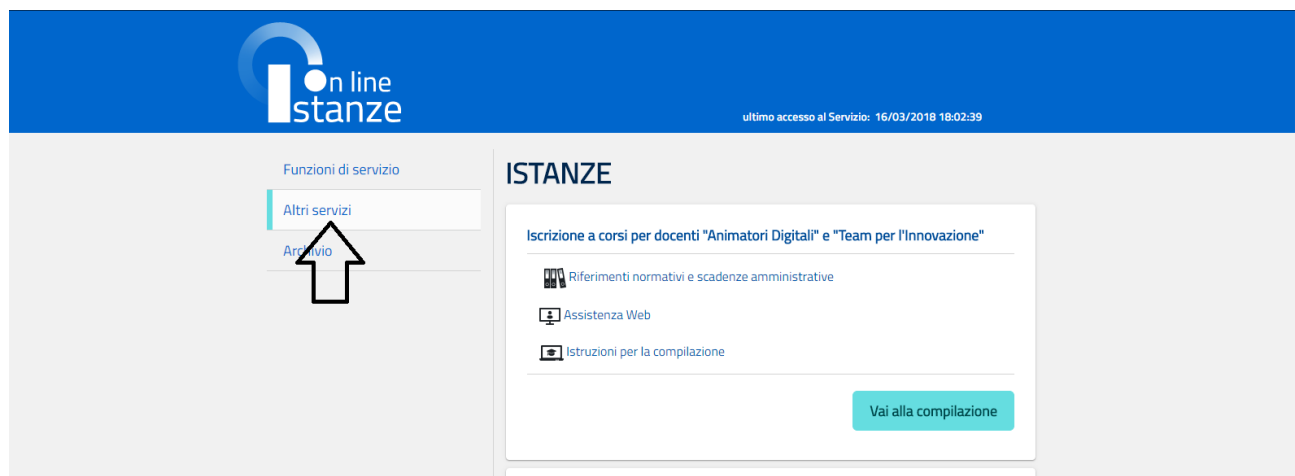 On line
Istanze
ultimo accesso al Servizio: 16/03/2018 18:02:39
Funzioni di servizio
Altri servizi
Archivio
ISTANZE
Iscrizione a corsi per docenti "Animatori Digitali" e "Team per l'Innovazione"
Riferimenti normativi e scadenze amministrative
Assistenza Web
Istruzioni per la compilazione
Vai alla compilazione